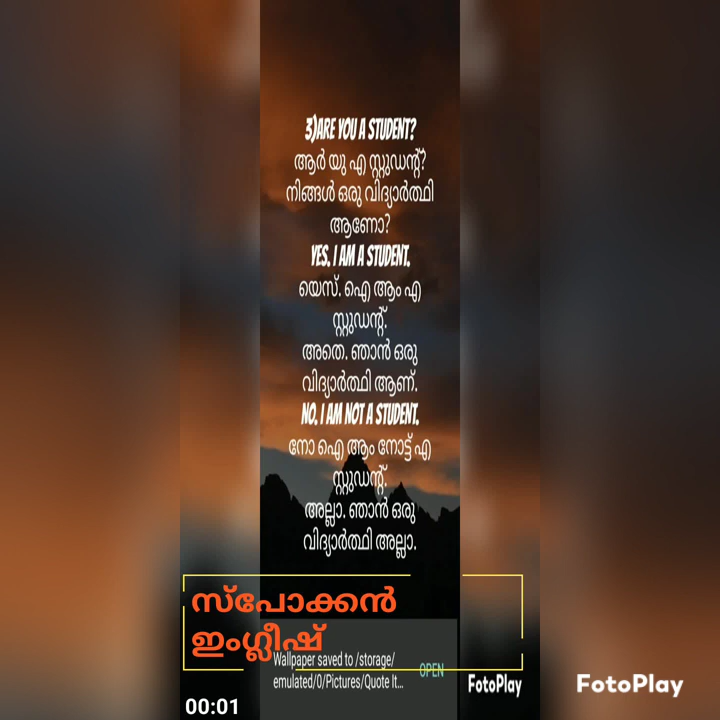 3)ARE YOU A STUDENT?
ആർ യു എ സ്റ്റുഡന്റ്?
നിങ്ങൾ ഒരു വിദ്യാർത്ഥി
ആണോ?
YES. I AM A STUDENT.
യെസ്. ഐ ആം എ
സ്റ്റുഡന്റ്.
അതെ. ഞാൻ ഒരു
വിദ്യാർത്ഥി ആണ്.
NO. I AM NOT A STUDENT.
നോ ഐ ആം നോട്ട് എ
സ്റ്റുഡന്റ്.
അല്ലാ. ഞാൻ ഒരു
വിദ്യാർത്ഥി അല്ലാ.
സ്പോക്കൻ
ഇംഗ്ലീഷ്
Wallpaper saved to /storage/
emulated/0/Pictures/Quote It...
OPEN
FotoPlay
FotoPlay
00:01